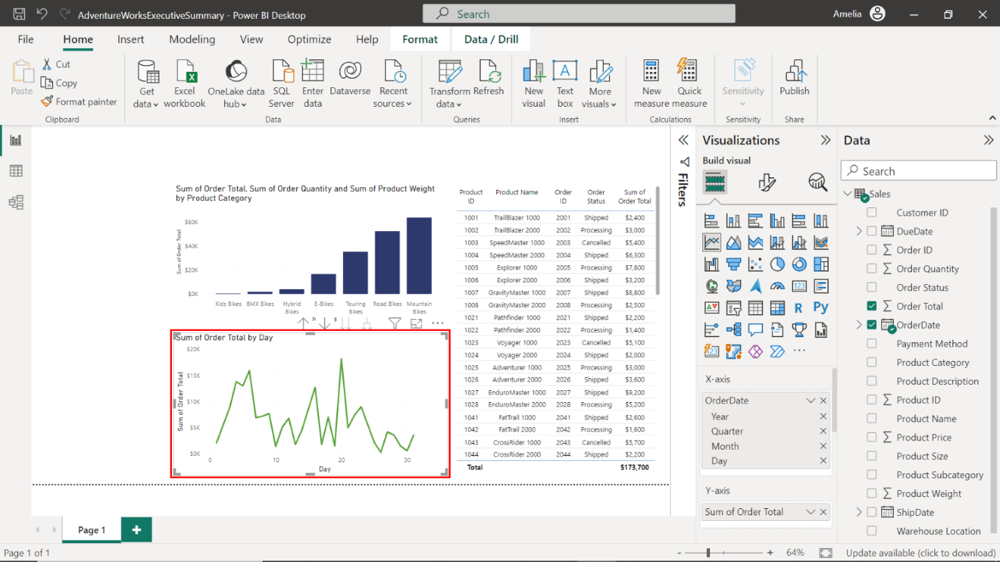 AdventureWorksExecutiveSummary - Power BI Desktop
Search
Amelia
File Home Insert Modeling View Optimize Help Format Data / Drill
Paste
Cut
Copy
Format painter
Clipboard
Get data
Excel workbook
OneLake data hub
SQL Server
Enter data
Dataverse
Recent sources
Data
Transform data
Refresh
Queries
New visual
Text box
More visuals
Insert
New measure
Quick measure
Calculations
Sensitivity
Sensitivity
Publish
Share
Sum of Order Total, Sum of Order Quantity and Sum of Product Weight
by Product Category
Sum of Order Total
$60K
$40K
$20K
$0K
Kids Bikes BMX Bikes Hybrid Bikes E-Bikes Touring Bikes Road Bikes Mountain Bikes
Sum of Order Total by Day
Sum of Order Total
$20K
$15K
$10K
$5K
$0K
0 10 20 30
Day
Product ID Product Name Order ID Order Status Sum of Order Total
1001 TrailBlazer 1000 2001 Shipped $2,400
1002 TrailBlazer 2000 2002 Processing $3,000
1003 SpeedMaster 1000 2003 Cancelled $5,400
1004 SpeedMaster 2000 2004 Shipped $6,300
1005 Explorer 1000 2005 Processing $7,800
1006 Explorer 2000 2006 Shipped $3,200
1007 GravityMaster 1000 2007 Shipped $8,800
1008 GravityMaster 2000 2008 Processing $2,500
1021 Pathfinder 1000 2021 Shipped $2,200
1022 Pathfinder 2000 2022 Processing $1,400
1023 Voyager 1000 2023 Cancelled $5,100
1024 Voyager 2000 2024 Shipped $2,000
1025 Adventurer 1000 2025 Processing $3,000
1026 Adventurer 2000 2026 Shipped $3,600
1027 EnduroMaster 1000 2027 Shipped $9,200
1028 EnduroMaster 2000 2028 Processing $5,200
1041 FatTrail 1000 2041 Shipped $2,600
1042 FatTrail 2000 2042 Processing $1,600
1043 CrossRider 1000 2043 Cancelled $5,700
1044 CrossRider 2000 2044 Shipped $2,200
Total $173,700
Filters
Visualizations
Build visual
123
R
Py
123
X-axis
OrderDate
Year
Quarter
Month
Day
Y-axis
Sum of Order Total
Data
Search
Sales
Customer ID
DueDate
Order ID
Order Quantity
Order Status
Order Total
OrderDate
Payment Method
Product Category
Product Description
Product ID
Product Name
Product Price
Product Size
Product Subcategory
Product Weight
ShipDate
Warehouse Location
Page 1
+
Page 1 of 1
- + 64%
Update available (click to download)